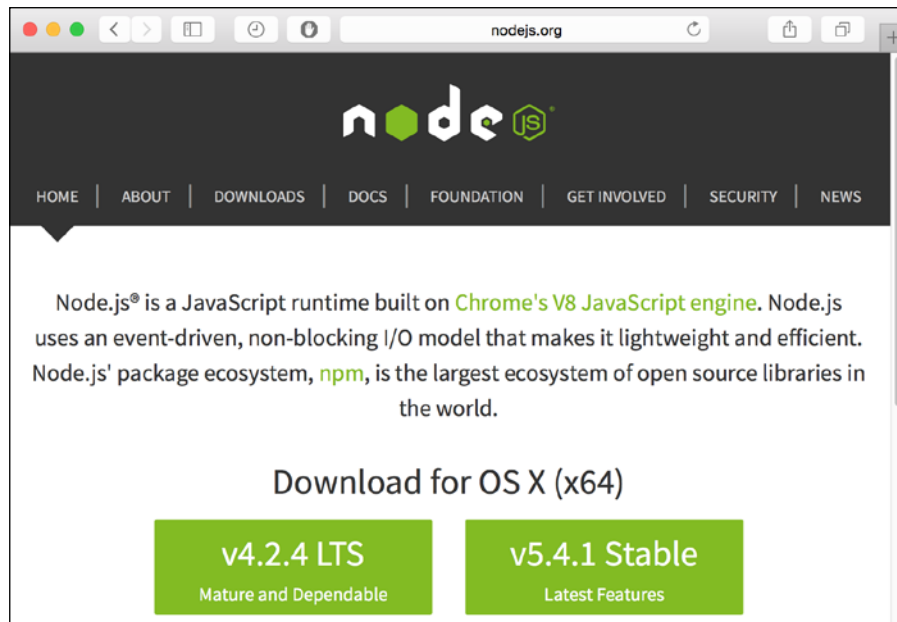 nodejs.org
node JS
HOME | ABOUT | DOWNLOADS | DOCS | FOUNDATION | GET INVOLVED | SECURITY | NEWS
Node.js® is a JavaScript runtime built on Chrome's V8 JavaScript engine. Node.js
uses an event-driven, non-blocking I/O model that makes it lightweight and efficient.
Node.js' package ecosystem, npm, is the largest ecosystem of open source libraries in
the world.
Download for OS X (x64)
v4.2.4 LTS
Mature and Dependable
v5.4.1 Stable
Latest Features